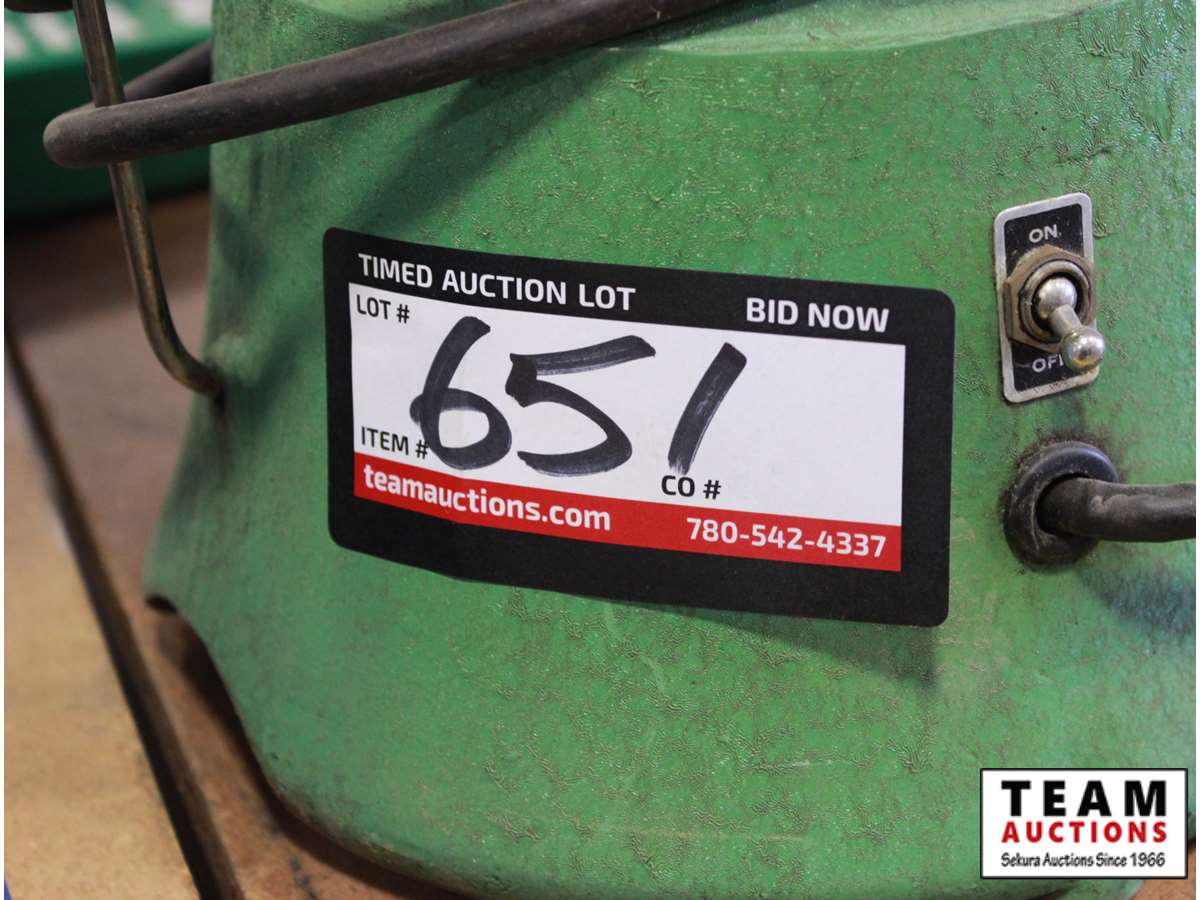 TIMED AUCTION LOT BID NOW
LOT #
651
ITEM #
CO #
teamauctions.com 780-542-4337
ON
OFF
TEAM
AUCTIONS
Sekura Auctions Since 1966